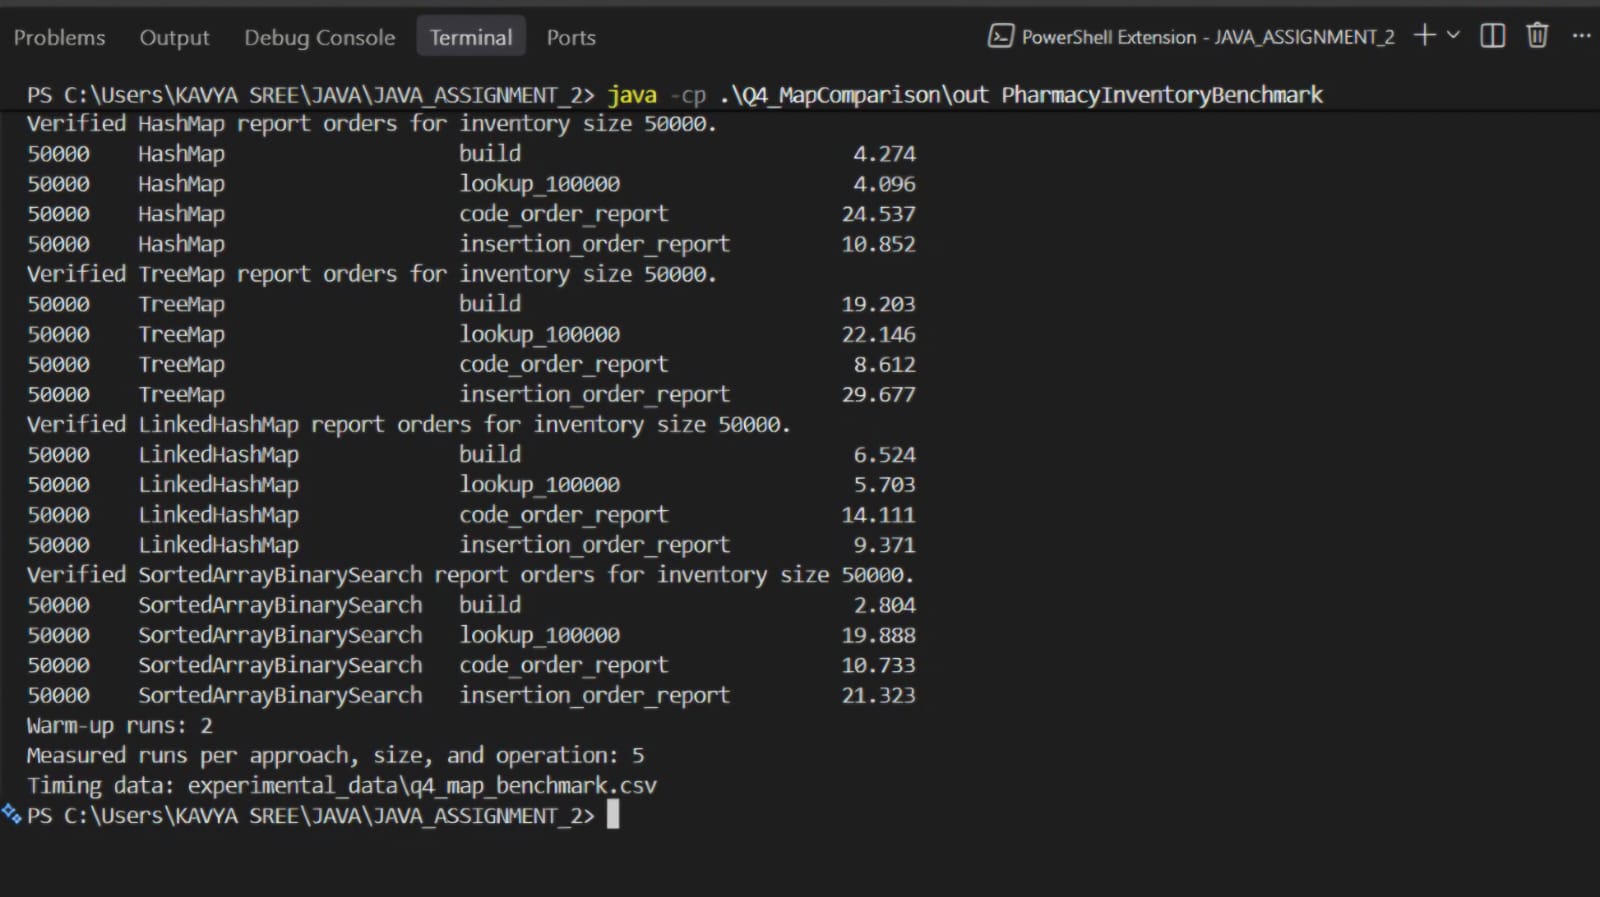 Problems Output Debug Console Terminal Ports PowerShell Extension - JAVA_ASSIGNMENT_2
PS C:\Users\KAVYA SREE\JAVA\JAVA_ASSIGNMENT_2> java -cp .\Q4_MapComparison\out PharmacyInventoryBenchmark
Verified HashMap report orders for inventory size 50000.
50000 HashMap build 4.274
50000 HashMap lookup_100000 4.096
50000 HashMap code_order_report 24.537
50000 HashMap insertion_order_report 10.852
Verified TreeMap report orders for inventory size 50000.
50000 TreeMap build 19.203
50000 TreeMap lookup_100000 22.146
50000 TreeMap code_order_report 8.612
50000 TreeMap insertion_order_report 29.677
Verified LinkedHashMap report orders for inventory size 50000.
50000 LinkedHashMap build 6.524
50000 LinkedHashMap lookup_100000 5.703
50000 LinkedHashMap code_order_report 14.111
50000 LinkedHashMap insertion_order_report 9.371
Verified SortedArrayBinarySearch report orders for inventory size 50000.
50000 SortedArrayBinarySearch build 2.804
50000 SortedArrayBinarySearch lookup_100000 19.888
50000 SortedArrayBinarySearch code_order_report 10.733
50000 SortedArrayBinarySearch insertion_order_report 21.323
Warm-up runs: 2
Measured runs per approach, size, and operation: 5
Timing data: experimental_data\q4_map_benchmark.csv
PS C:\Users\KAVYA SREE\JAVA\JAVA_ASSIGNMENT_2>